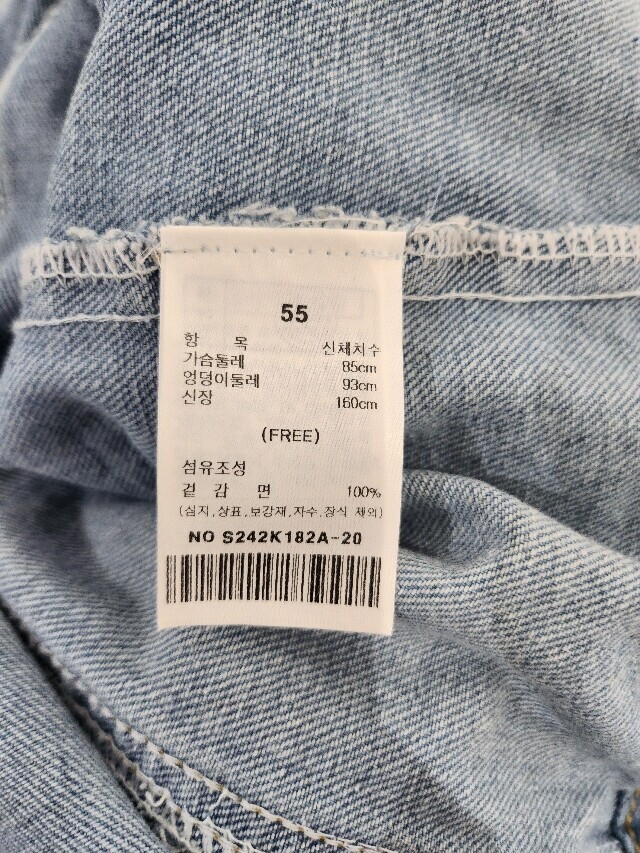 55
항 목 신체치수
가슴둘레 85cm
엉덩이둘레 93cm
신장 160cm
(FREE)
섬유조성
겉 감 면 100%
(심지,상표,보강재,자수,장식 제외)
NO S242K182A-20